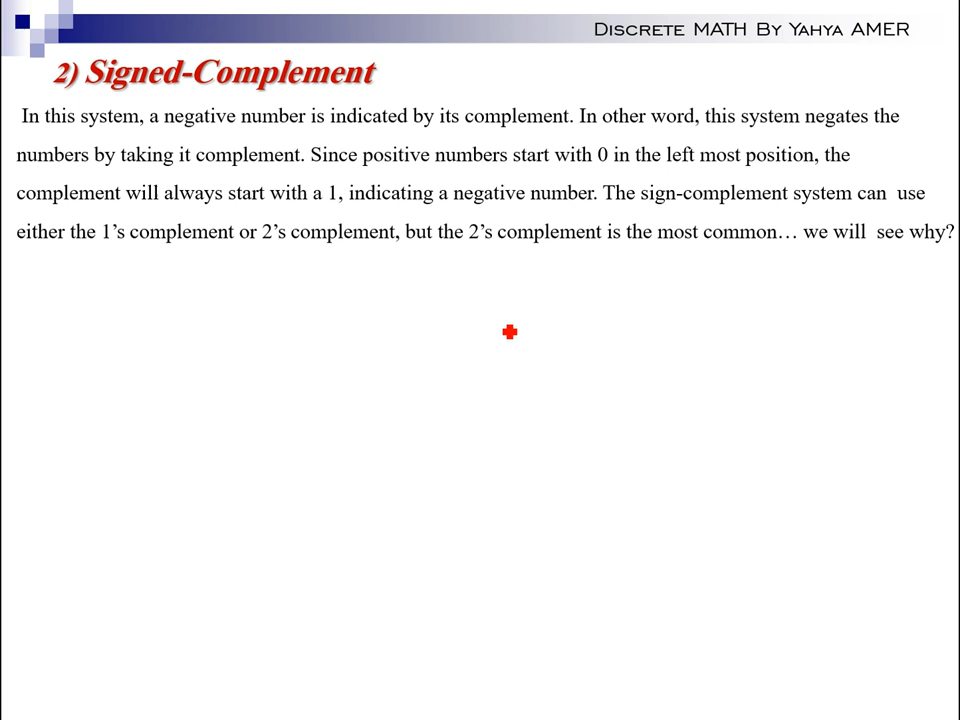 DISCRETE MATH BY YAHYA AMER
2) Signed-Complement
In this system, a negative number is indicated by its complement. In other word, this system negates the
numbers by taking it complement. Since positive numbers start with 0 in the left most position, the
complement will always start with a 1, indicating a negative number. The sign-complement system can use
either the 1’s complement or 2’s complement, but the 2’s complement is the most common… we will see why?